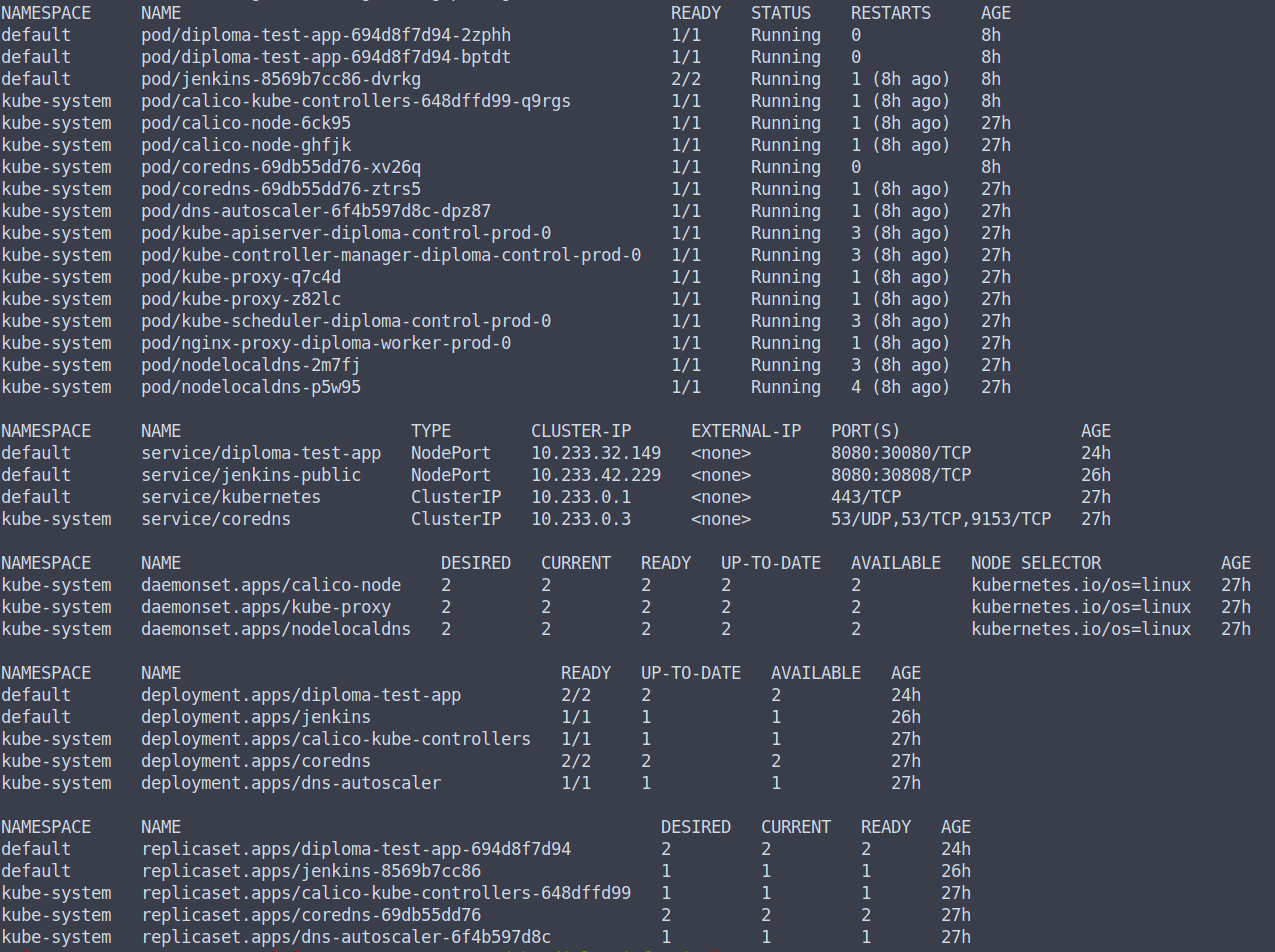 NAMESPACE NAME READY STATUS RESTARTS AGE
default pod/diploma-test-app-694d8f7d94-2zphh 1/1 Running 0 8h
default pod/diploma-test-app-694d8f7d94-bptdt 1/1 Running 0 8h
default pod/jenkins-8569b7cc86-dvrkg 2/2 Running 1 (8h ago) 8h
kube-system pod/calico-kube-controllers-648dffd99-q9rgs 1/1 Running 1 (8h ago) 8h
kube-system pod/calico-node-6ck95 1/1 Running 1 (8h ago) 27h
kube-system pod/calico-node-ghfjk 1/1 Running 1 (8h ago) 27h
kube-system pod/coredns-69db55dd76-xv26q 1/1 Running 0 8h
kube-system pod/coredns-69db55dd76-ztrs5 1/1 Running 1 (8h ago) 27h
kube-system pod/dns-autoscaler-6f4b597d8c-dpz87 1/1 Running 1 (8h ago) 27h
kube-system pod/kube-apiserver-diploma-control-prod-0 1/1 Running 3 (8h ago) 27h
kube-system pod/kube-controller-manager-diploma-control-prod-0 1/1 Running 3 (8h ago) 27h
kube-system pod/kube-proxy-q7c4d 1/1 Running 1 (8h ago) 27h
kube-system pod/kube-proxy-z82lc 1/1 Running 1 (8h ago) 27h
kube-system pod/kube-scheduler-diploma-control-prod-0 1/1 Running 3 (8h ago) 27h
kube-system pod/nginx-proxy-diploma-worker-prod-0 1/1 Running 1 (8h ago) 27h
kube-system pod/nodelocaldns-2m7fj 1/1 Running 3 (8h ago) 27h
kube-system pod/nodelocaldns-p5w95 1/1 Running 4 (8h ago) 27h
NAMESPACE NAME TYPE CLUSTER-IP EXTERNAL-IP PORT(S) AGE
default service/diploma-test-app NodePort 10.233.32.149 <none> 8080:30080/TCP 24h
default service/jenkins-public NodePort 10.233.42.229 <none> 8080:30808/TCP 26h
default service/kubernetes ClusterIP 10.233.0.1 <none> 443/TCP 27h
kube-system service/coredns ClusterIP 10.233.0.3 <none> 53/UDP,53/TCP,9153/TCP 27h
NAMESPACE NAME DESIRED CURRENT READY UP-TO-DATE AVAILABLE NODE SELECTOR AGE
kube-system daemonset.apps/calico-node 2 2 2 2 2 kubernetes.io/os=linux 27h
kube-system daemonset.apps/kube-proxy 2 2 2 2 2 kubernetes.io/os=linux 27h
kube-system daemonset.apps/nodelocaldns 2 2 2 2 2 kubernetes.io/os=linux 27h
NAMESPACE NAME READY UP-TO-DATE AVAILABLE AGE
default deployment.apps/diploma-test-app 2/2 2 2 24h
default deployment.apps/jenkins 1/1 1 1 26h
kube-system deployment.apps/calico-kube-controllers 1/1 1 1 27h
kube-system deployment.apps/coredns 2/2 2 2 27h
kube-system deployment.apps/dns-autoscaler 1/1 1 1 27h
NAMESPACE NAME DESIRED CURRENT READY AGE
default replicaset.apps/diploma-test-app-694d8f7d94 2 2 2 24h
default replicaset.apps/jenkins-8569b7cc86 1 1 1 26h
kube-system replicaset.apps/calico-kube-controllers-648dffd99 1 1 1 27h
kube-system replicaset.apps/coredns-69db55dd76 2 2 2 27h
kube-system replicaset.apps/dns-autoscaler-6f4b597d8c 1 1 1 27h